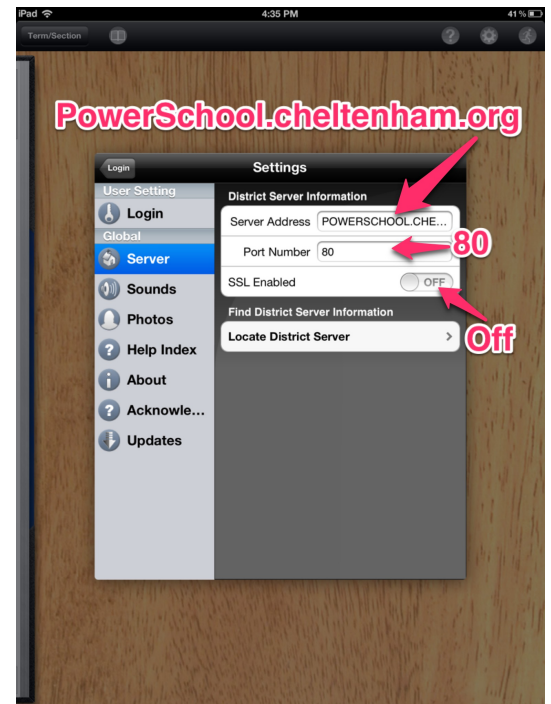 iPad 4:35 PM 41%
Term/Section
PowerSchool.cheltenham.org
Login Settings
User Setting
Login
Global
Server
Sounds
Photos
Help Index
About
Acknowle...
Updates
District Server Information
Server Address POWERSCHOOL.CHE...
Port Number 80
80
SSL Enabled OFF
Off
Find District Server Information
Locate District Server